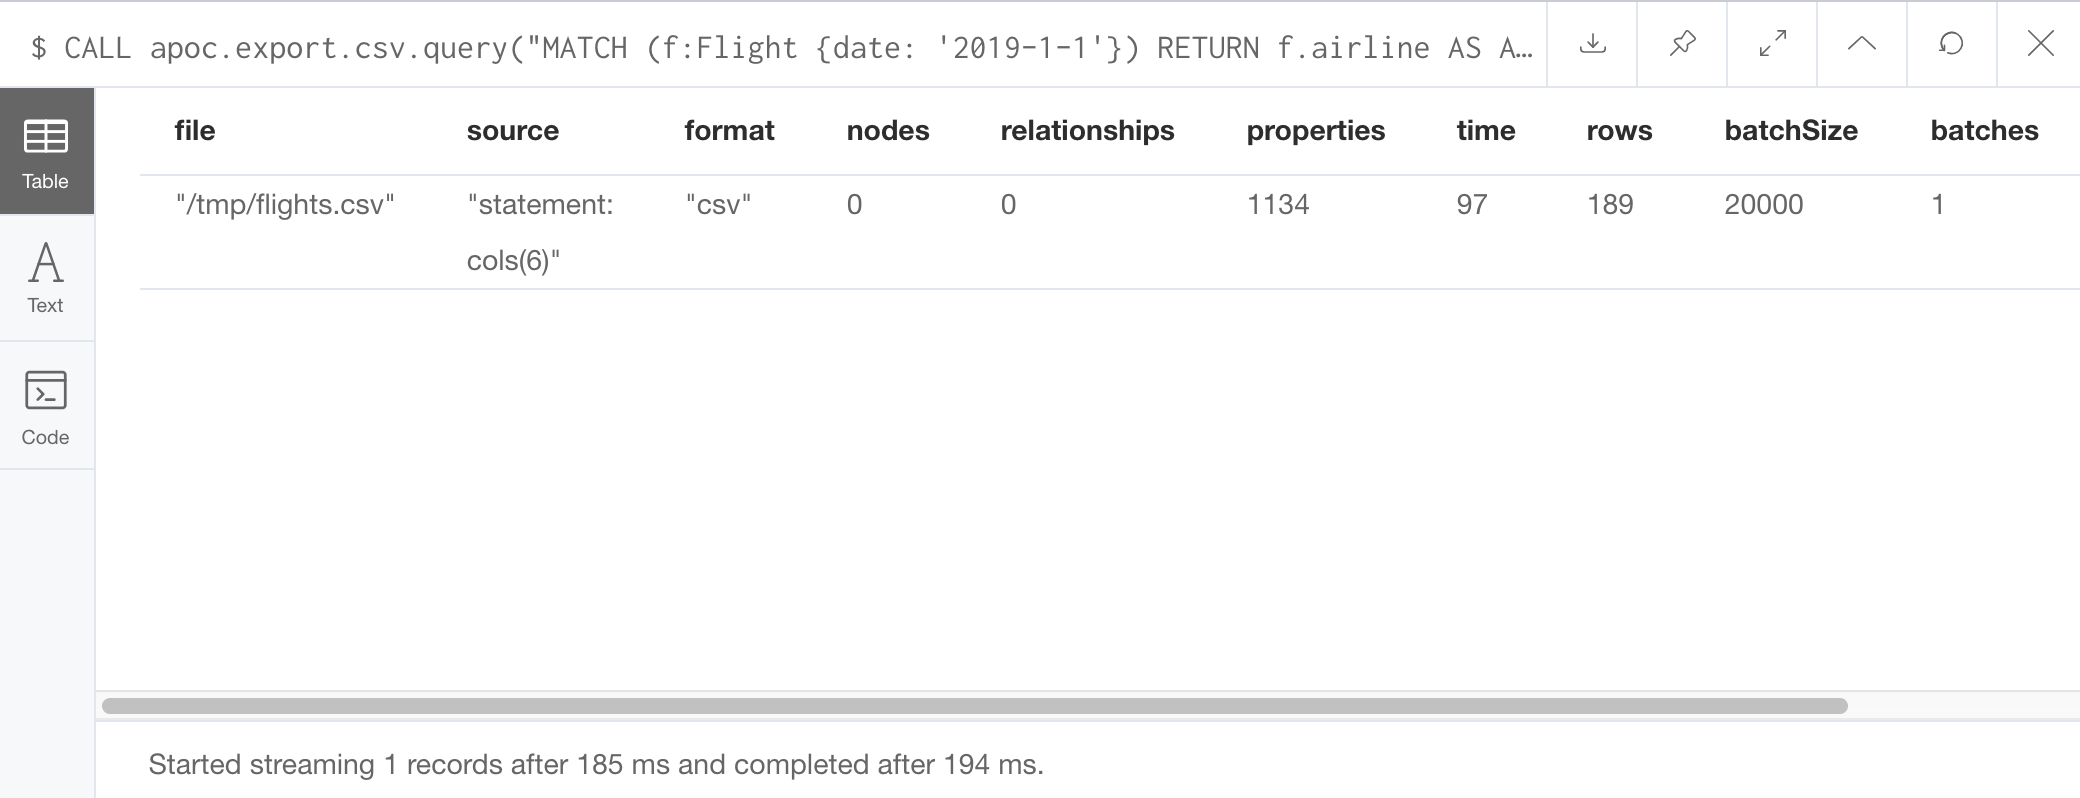 $ CALL apoc.export.csv.query("MATCH (f:Flight {date: '2019-1-1'}) RETURN f.airline AS A…
Table
Text
Code
file source format nodes relationships properties time rows batchSize batches
"/tmp/flights.csv" "statement: "csv" 0 0 1134 97 189 20000 1
cols(6)"
Started streaming 1 records after 185 ms and completed after 194 ms.